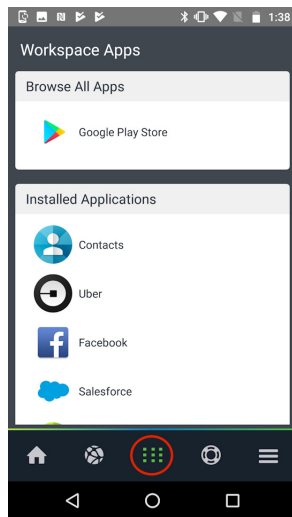 1:38
Workspace Apps
Browse All Apps
Google Play Store
Installed Applications
Contacts
Uber
Facebook
Salesforce